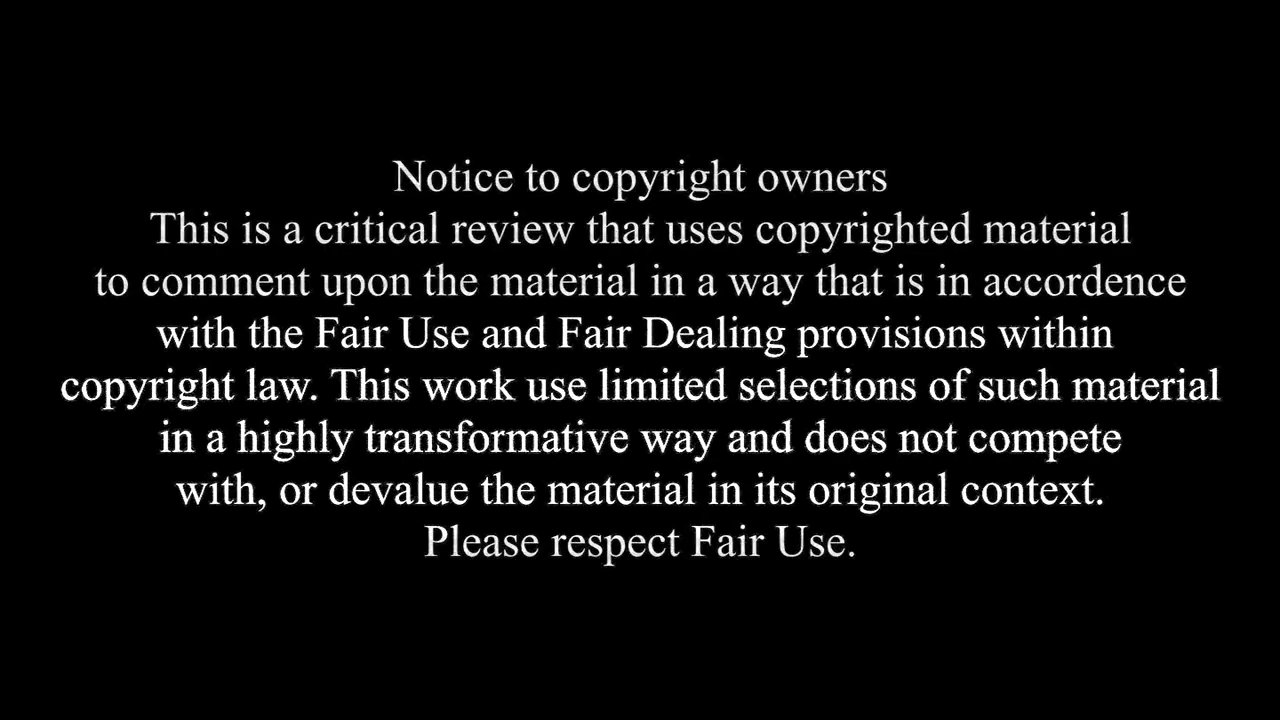 Notice to copyright owners
This is a critical review that uses copyrighted material
to comment upon the material in a way that is in accordence
with the Fair Use and Fair Dealing provisions within
copyright law. This work use limited selections of such material
in a highly transformative way and does not compete
with, or devalue the material in its original context.
Please respect Fair Use.